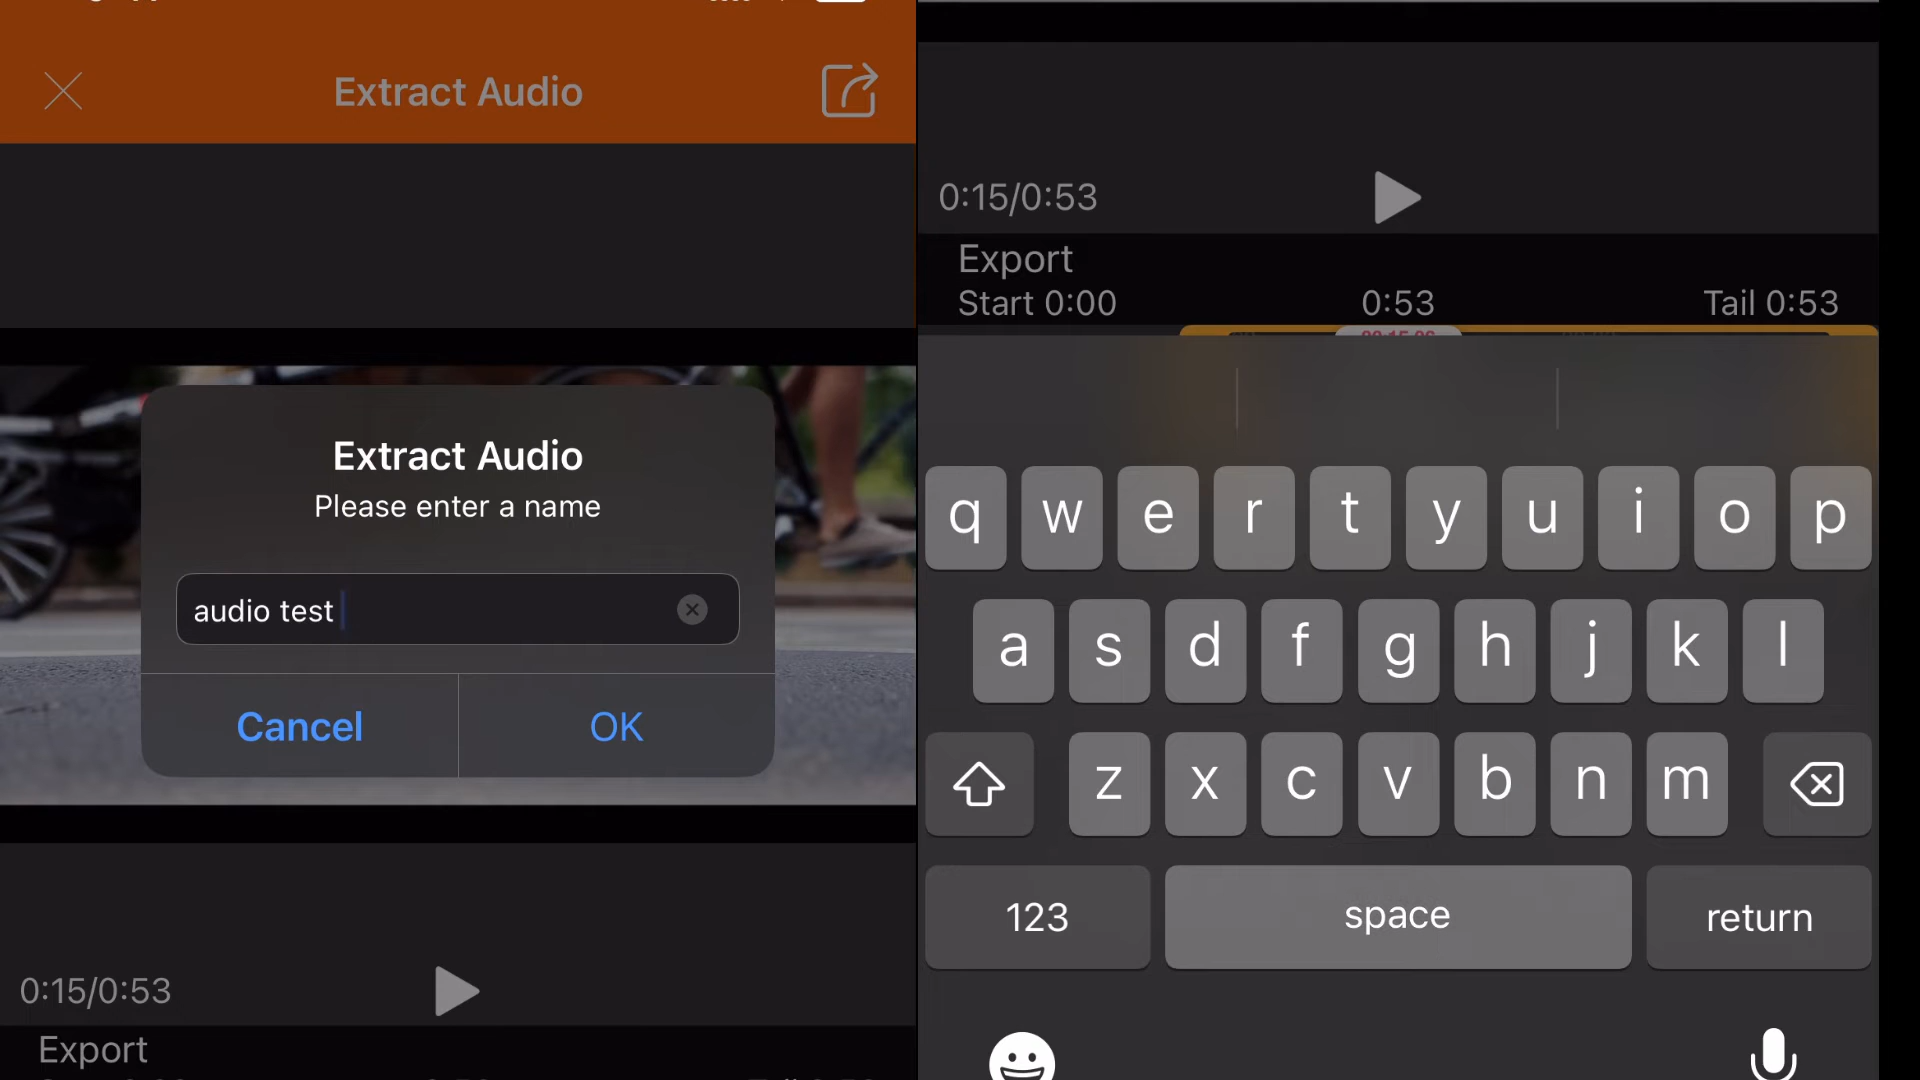 Extract Audio
Extract Audio
Please enter a name
audio test
Cancel
OK
0:15/0:53
Export
0:15/0:53
Export
Start 0:00
0:53
Tail 0:53
q w e r t y u i o p
a s d f g h j k l
z x c v b n m
123
space
return